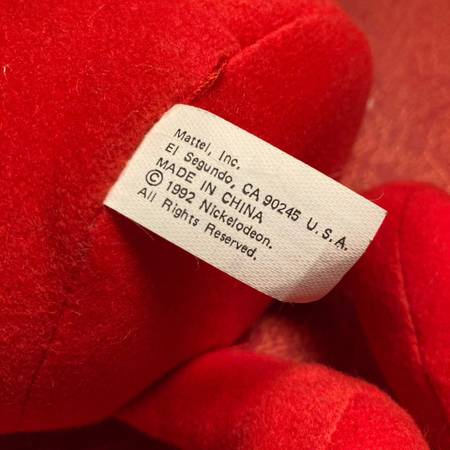 Mattel, Inc.
El Segundo, CA 90245 U.S.A.
MADE IN CHINA
© 1992 Nickelodeon.
All Rights Reserved.